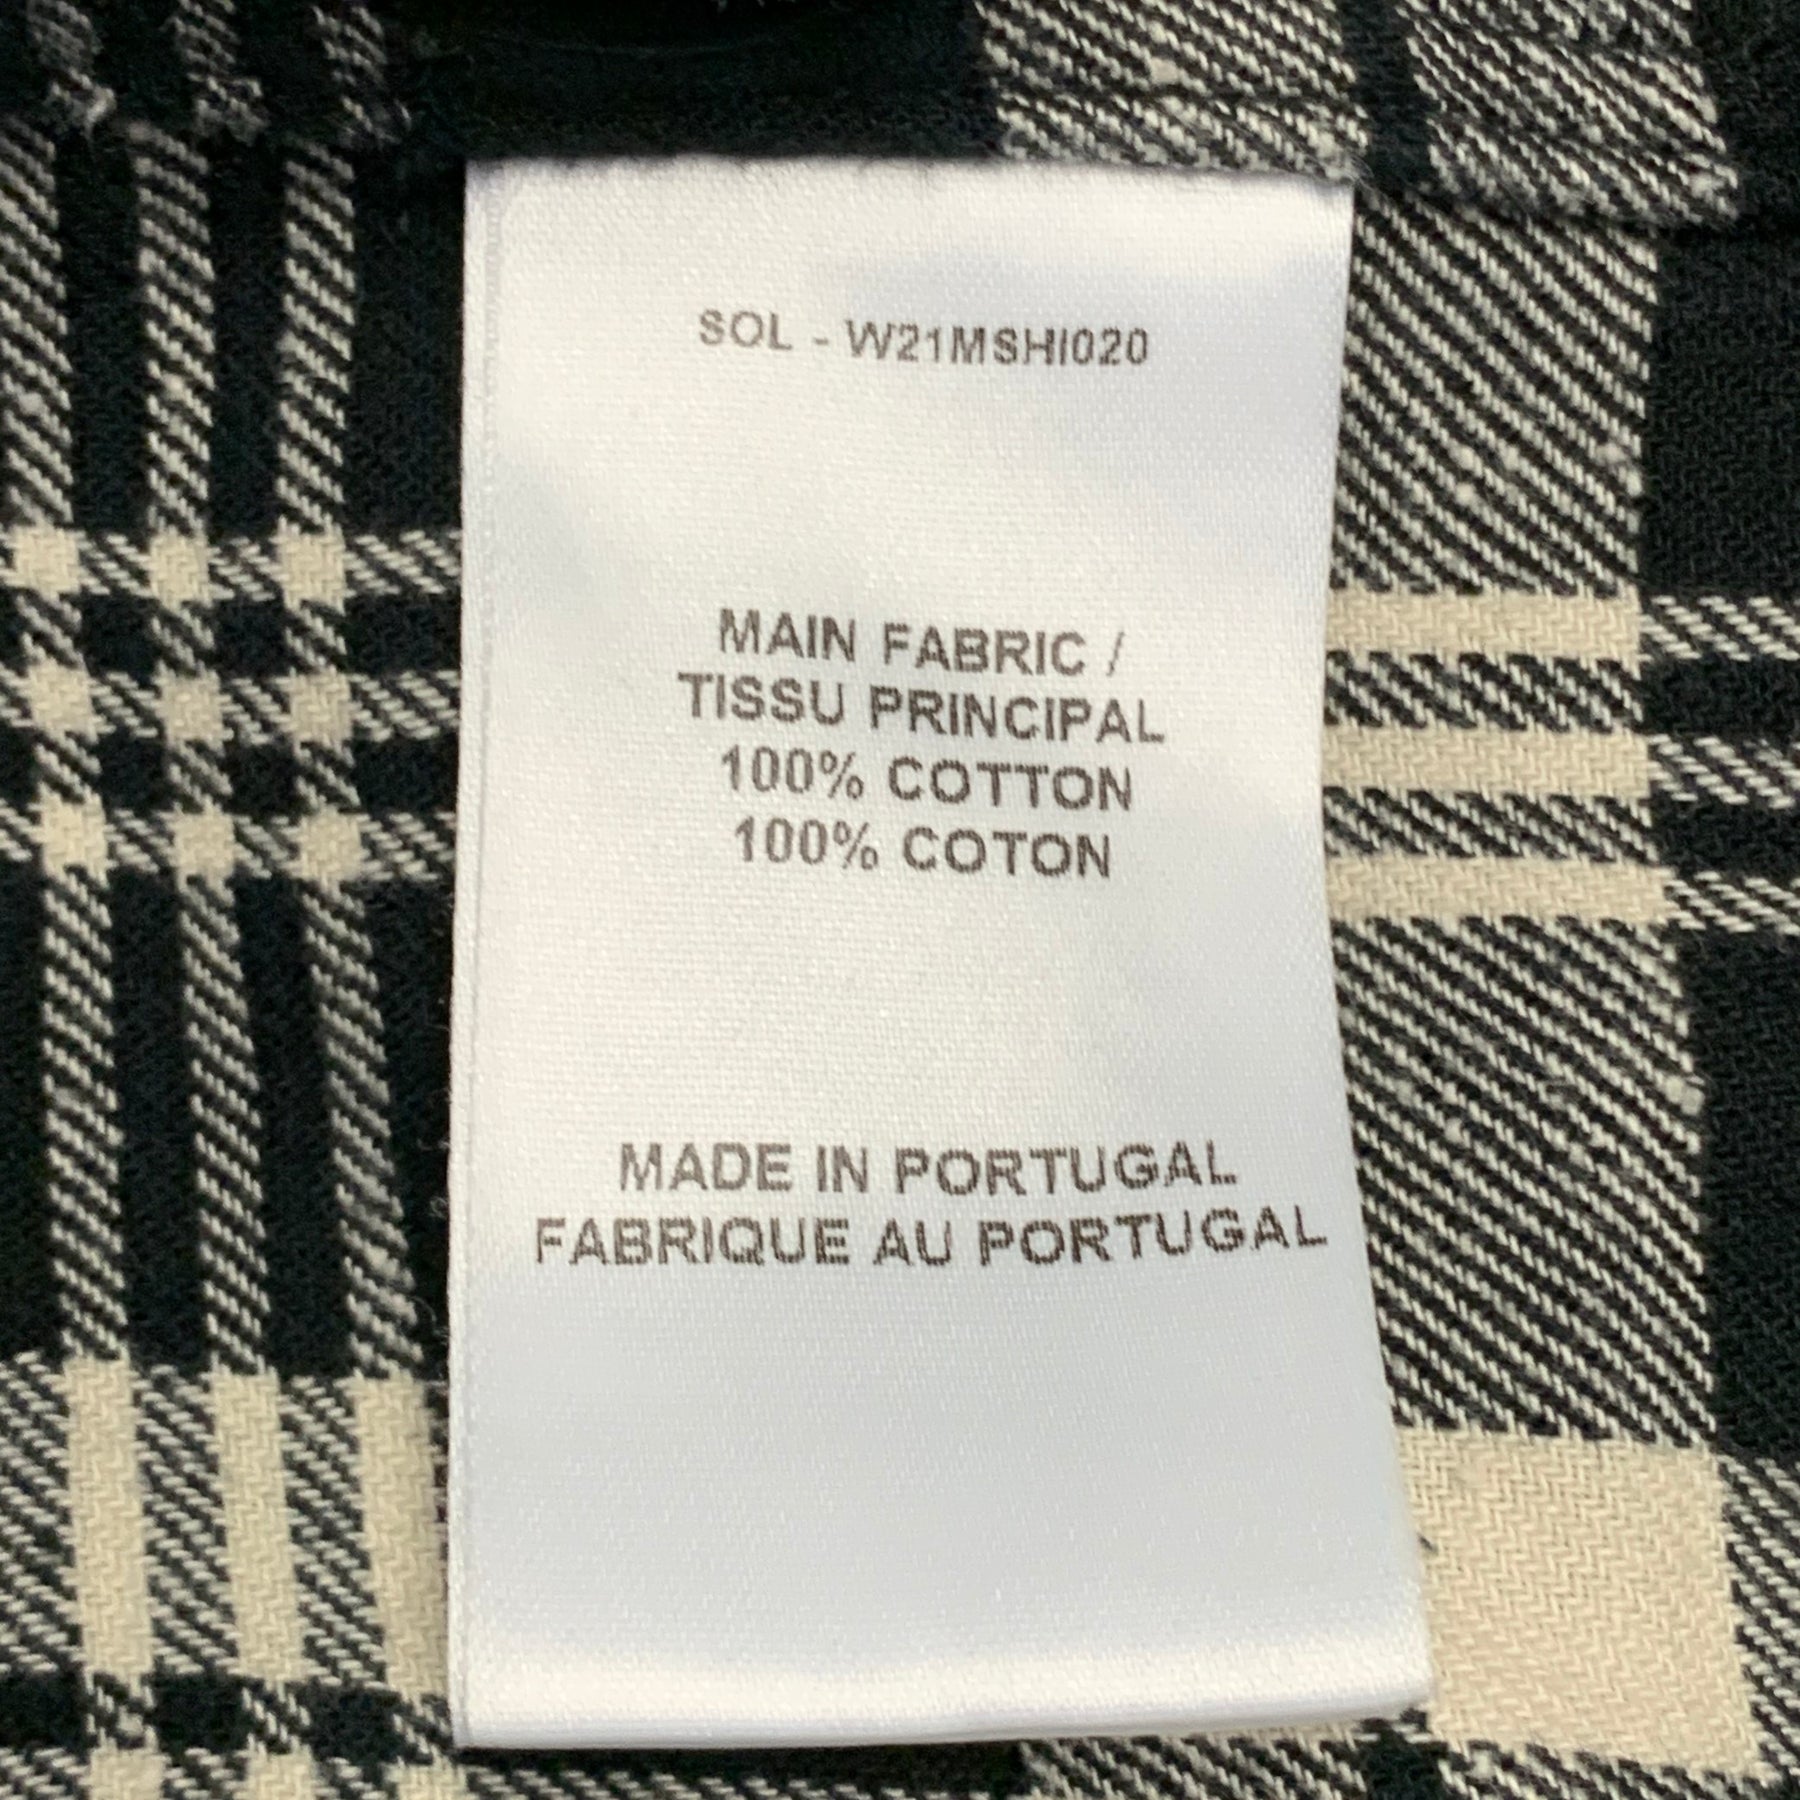 SOL - W21MSHI020
MAIN FABRIC /
TISSU PRINCIPAL
100% COTTON
100% COTON
MADE IN PORTUGAL
FABRIQUE AU PORTUGAL